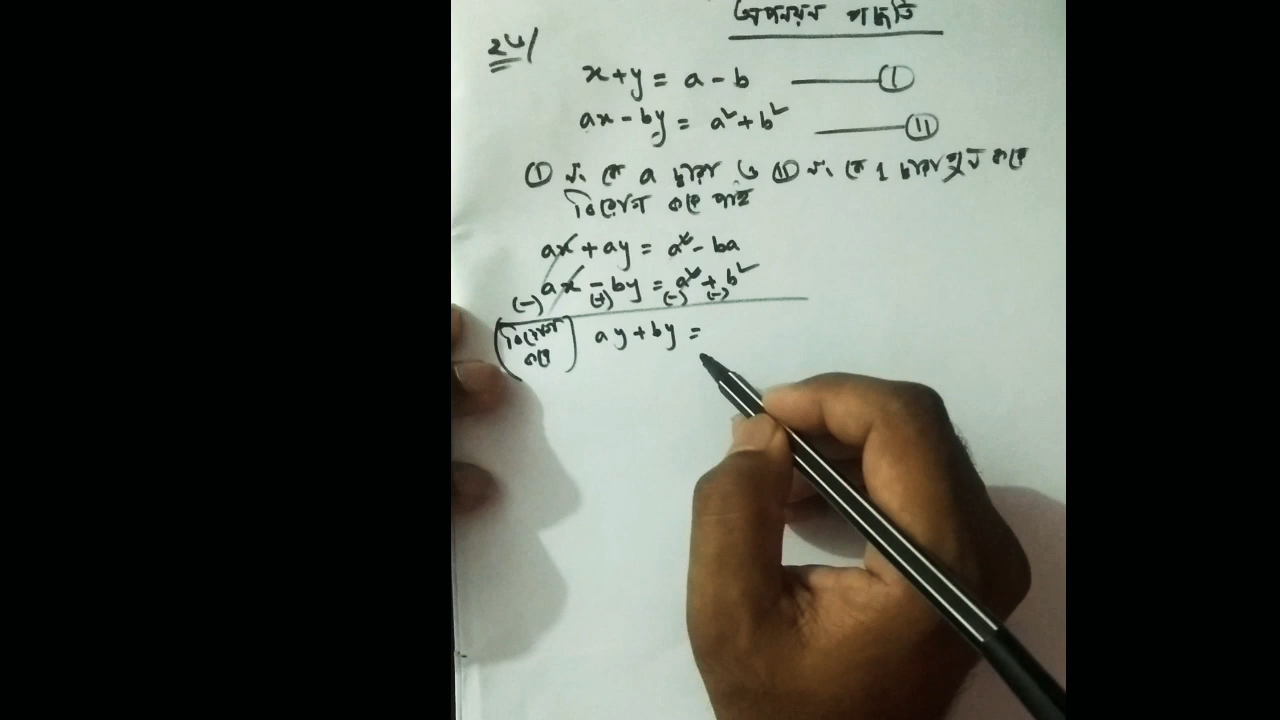 অপনয়ন পদ্ধতি
২৬/
x + y = a - b ——— (I)
ax - by = a² + b² ——— (II)
(I) নং কে a দ্বারা ও (II) নং কে 1 দ্বারা গুন করে
বিয়োগ করে পাই
ax + ay = a² - ba
ax - by = a² + b²
(-) (+) (-) (-)
(বিয়োগ করে) ay + by =